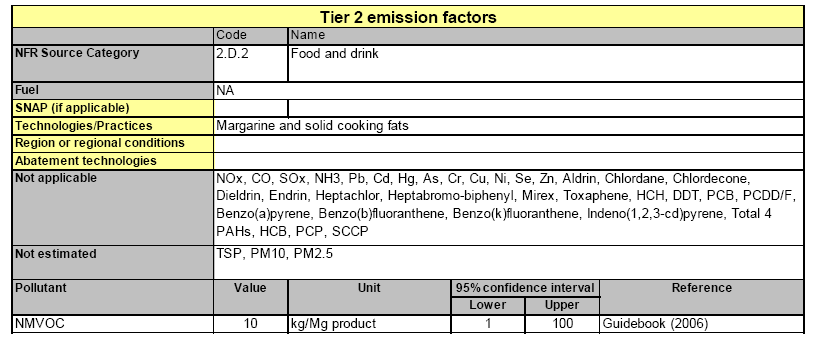 Tier 2 emission factors
Code Name
NFR Source Category 2.D.2 Food and drink
Fuel NA
SNAP (if applicable)
Technologies/Practices Margarine and solid cooking fats
Region or regional conditions
Abatement technologies
Not applicable NOx, CO, SOx, NH3, Pb, Cd, Hg, As, Cr, Cu, Ni, Se, Zn, Aldrin, Chlordane, Chlordecone,
Dieldrin, Endrin, Heptachlor, Heptabromo-biphenyl, Mirex, Toxaphene, HCH, DDT, PCB, PCDD/F,
Benzo(a)pyrene, Benzo(b)fluoranthene, Benzo(k)fluoranthene, Indeno(1,2,3-cd)pyrene, Total 4
PAHs, HCB, PCP, SCCP
Not estimated TSP, PM10, PM2.5
Pollutant Value Unit 95% confidence interval Reference
Lower Upper
NMVOC 10 kg/Mg product 1 100 Guidebook (2006)